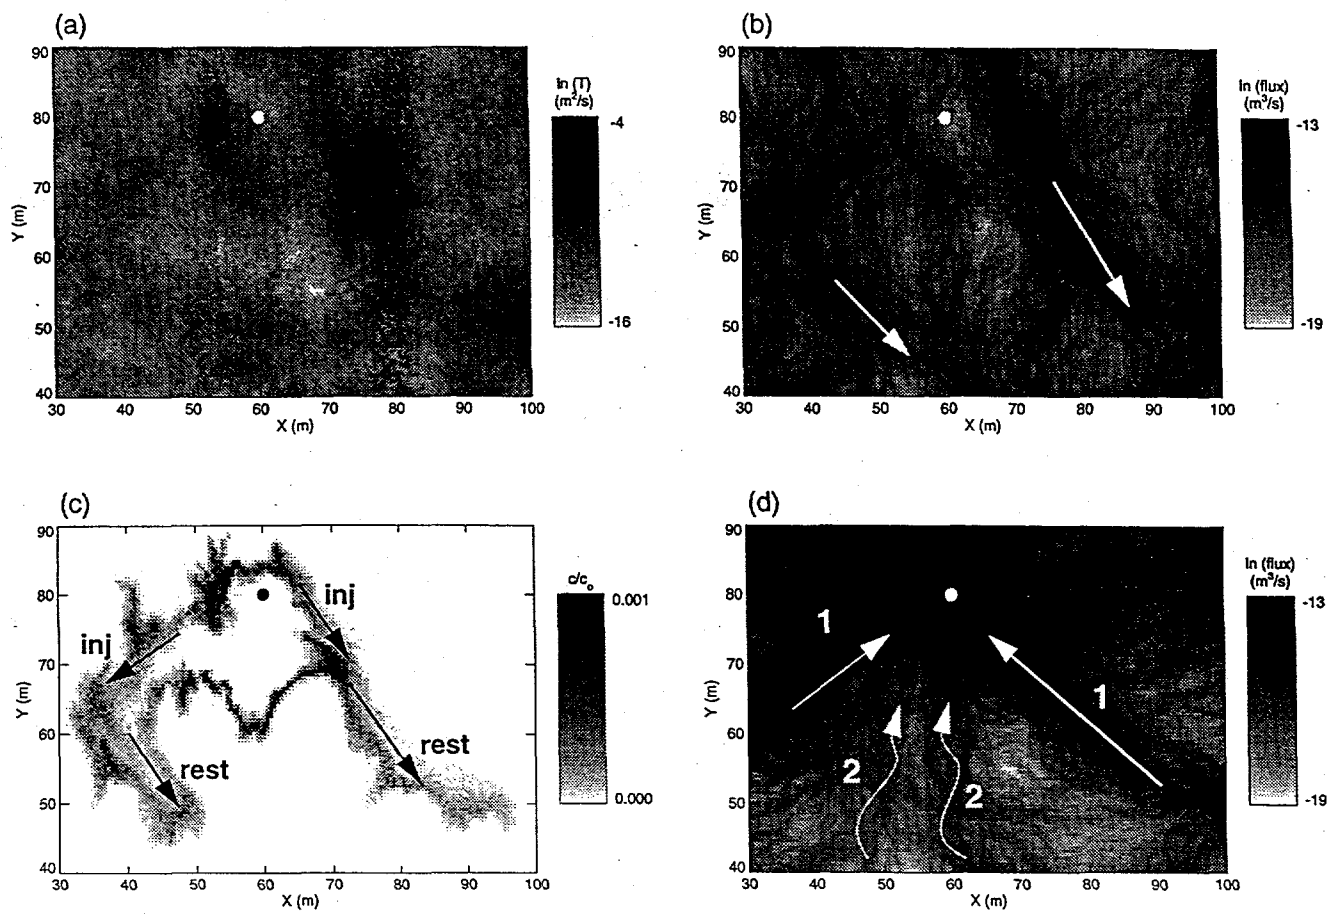 (a)
90
80
70
60
50
40
Y (m)
30 40 50 60 70 80 90 100
X (m)
ln (T)
(m²/s)
-4
-16
(b)
90
80
70
60
50
40
Y (m)
30 40 50 60 70 80 90 100
X (m)
ln (flux)
(m³/s)
-13
-19
(c)
90
80
70
60
50
40
Y (m)
inj
inj
rest
rest
30 40 50 60 70 80 90 100
X (m)
c/c₀
0.001
0.000
(d)
90
80
70
60
50
40
Y (m)
1
1
2
2
30 40 50 60 70 80 90 100
X (m)
ln (flux)
(m³/s)
-13
-19